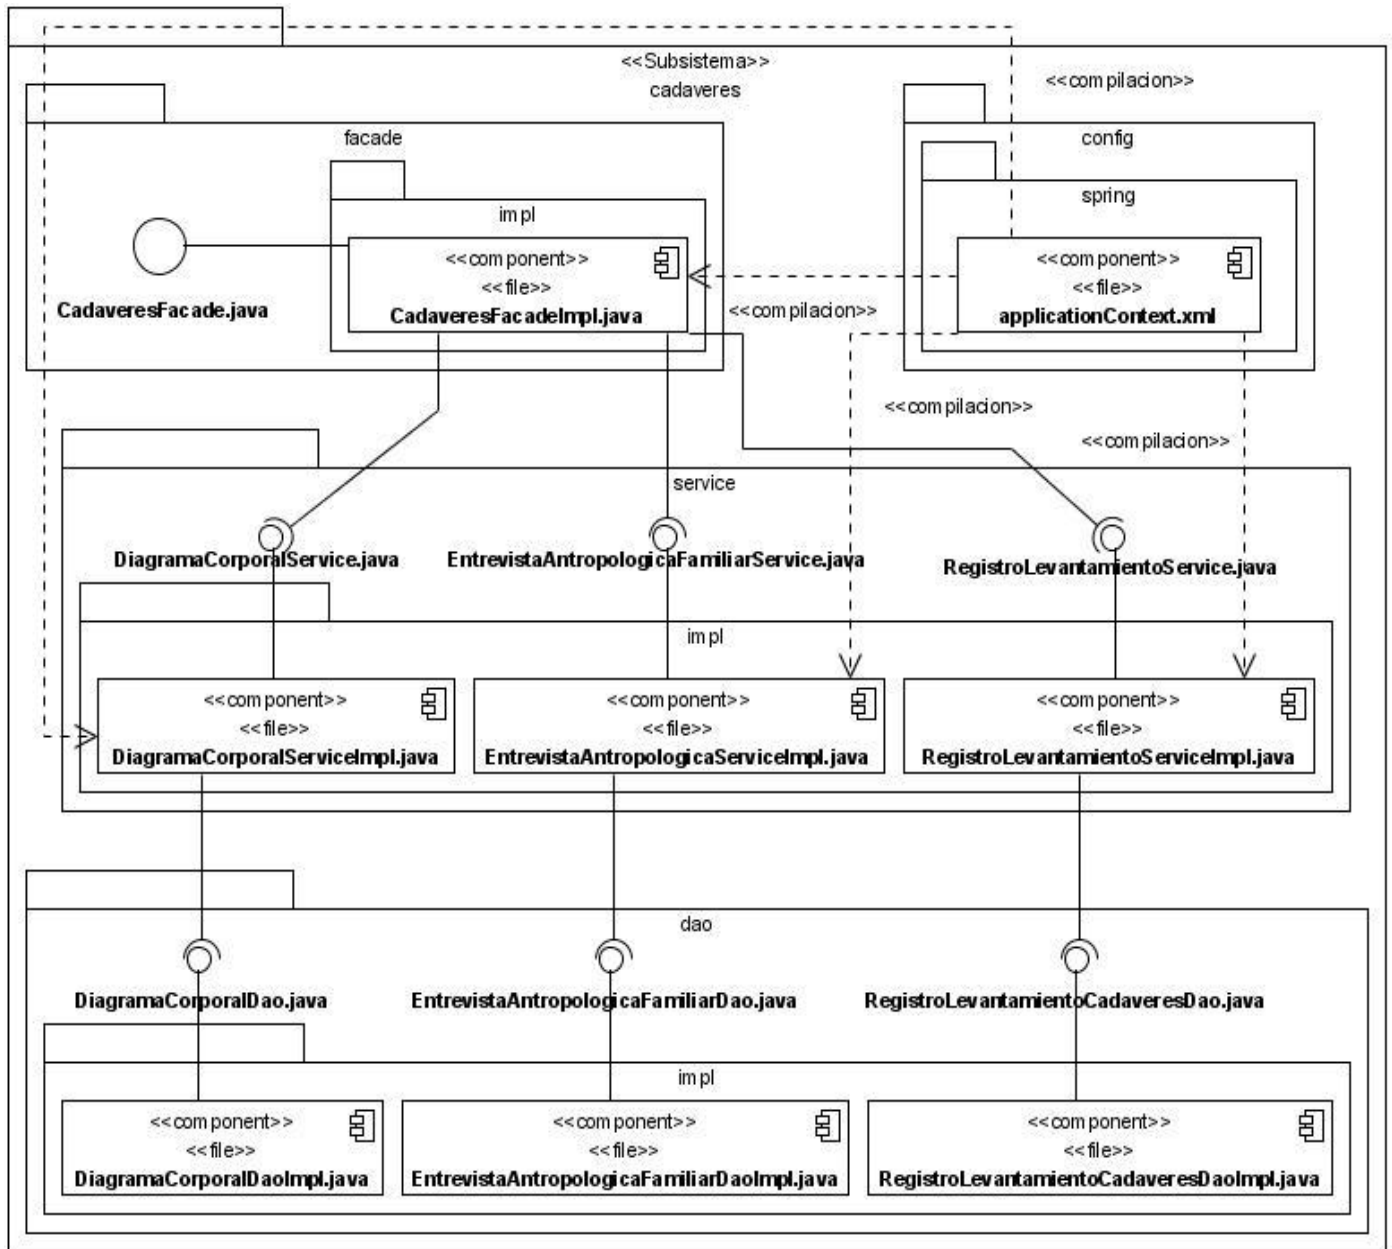 <<Subsistema>>
cadaveres
<<compilacion>>
facade
config
impl
spring
<<component>>
<<file>>
CadaveresFacadeImpl.java
CadaveresFacade.java
<<compilacion>>
<<component>>
<<file>>
applicationContext.xml
<<compilacion>>
<<compilacion>>
service
DiagramaCorporalService.java
EntrevistaAntropologicaFamiliarService.java
RegistroLevantamientoService.java
impl
<<component>>
<<file>>
DiagramaCorporalServiceImpl.java
<<component>>
<<file>>
EntrevistaAntropologicaServiceImpl.java
<<component>>
<<file>>
RegistroLevantamientoServiceImpl.java
dao
DiagramaCorporalDao.java
EntrevistaAntropologicaFamiliarDao.java
RegistroLevantamientoCadaveresDao.java
impl
<<component>>
<<file>>
DiagramaCorporalDaoImpl.java
<<component>>
<<file>>
EntrevistaAntropologicaFamiliarDaoImpl.java
<<component>>
<<file>>
RegistroLevantamientoCadaveresDaoImpl.java